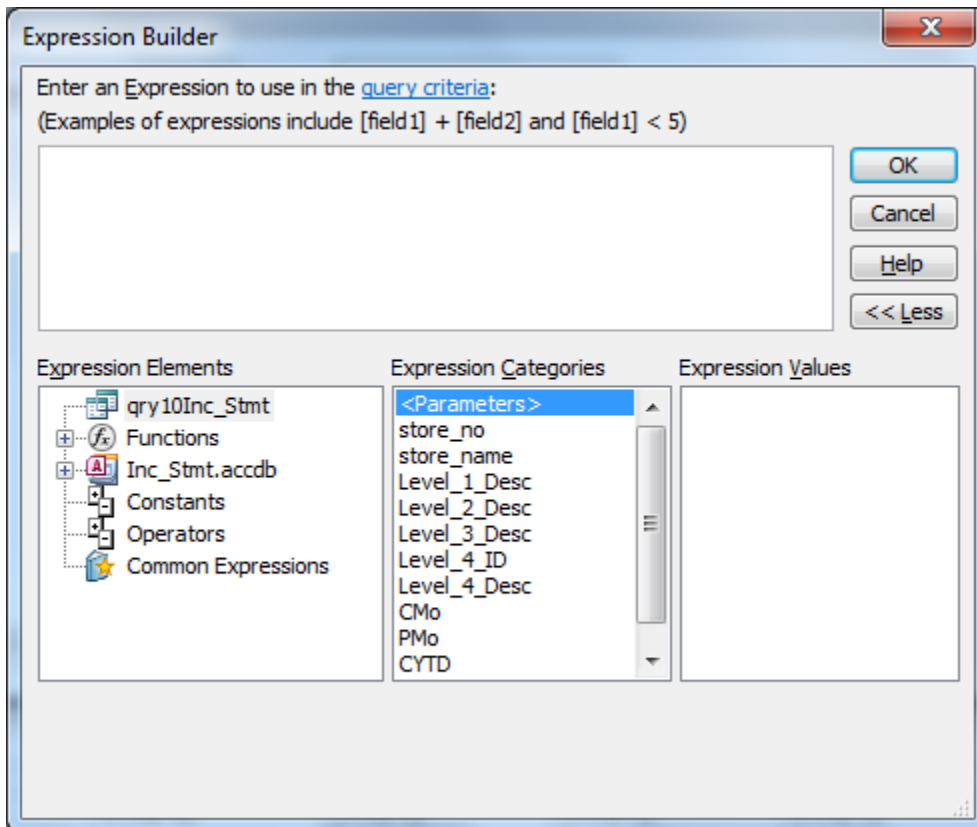 Expression Builder
Enter an Expression to use in the query criteria:
(Examples of expressions include [field1] + [field2] and [field1] < 5)
OK
Cancel
Help
<< Less
Expression Elements
qry10Inc_Stmt
Functions
Inc_Stmt.accdb
Constants
Operators
Common Expressions
Expression Categories
<Parameters>
store_no
store_name
Level_1_Desc
Level_2_Desc
Level_3_Desc
Level_4_ID
Level_4_Desc
CMo
PMo
CYTD
Expression Values